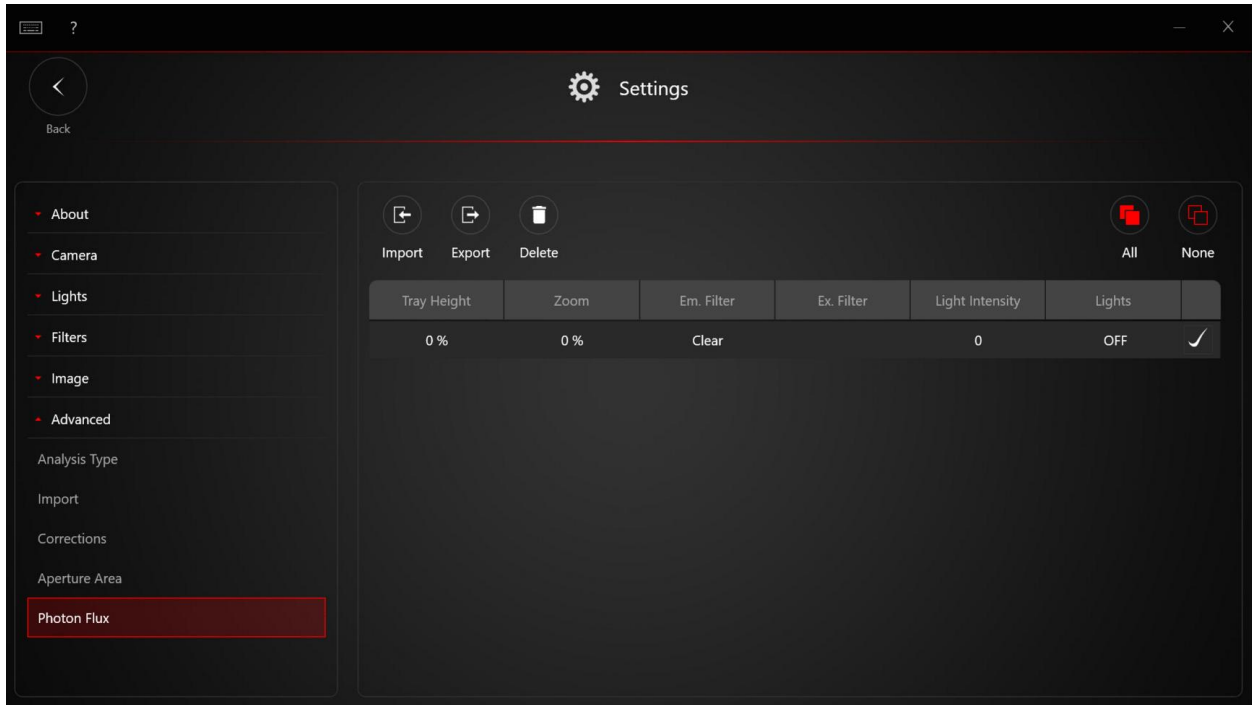 ?
Settings
Back
About
Camera
Lights
Filters
Image
Advanced
Analysis Type
Import
Corrections
Aperture Area
Photon Flux
Import Export Delete
All None
Tray Height Zoom Em. Filter Ex. Filter Light Intensity Lights
0 % 0 % Clear 0 OFF